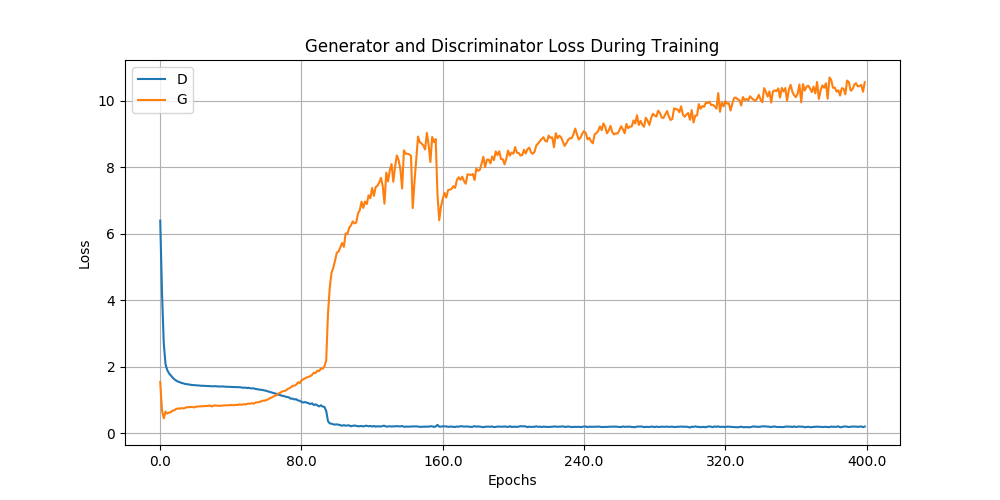 Generator and Discriminator Loss During Training
D
G
10
8
6
4
2
0
Loss
0.0 80.0 160.0 240.0 320.0 400.0
Epochs